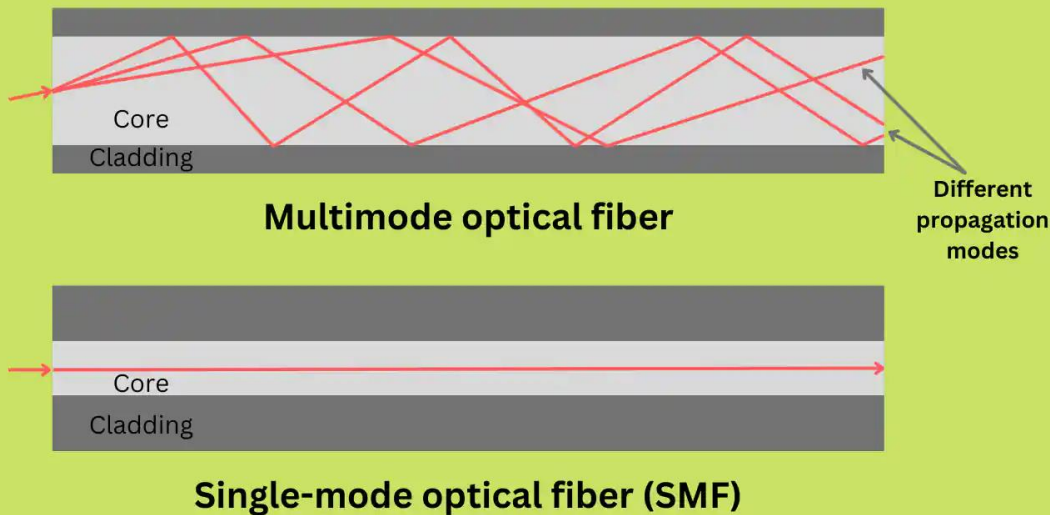 Core
Cladding
Multimode optical fiber
Different
propagation
modes
Core
Cladding
Single-mode optical fiber (SMF)